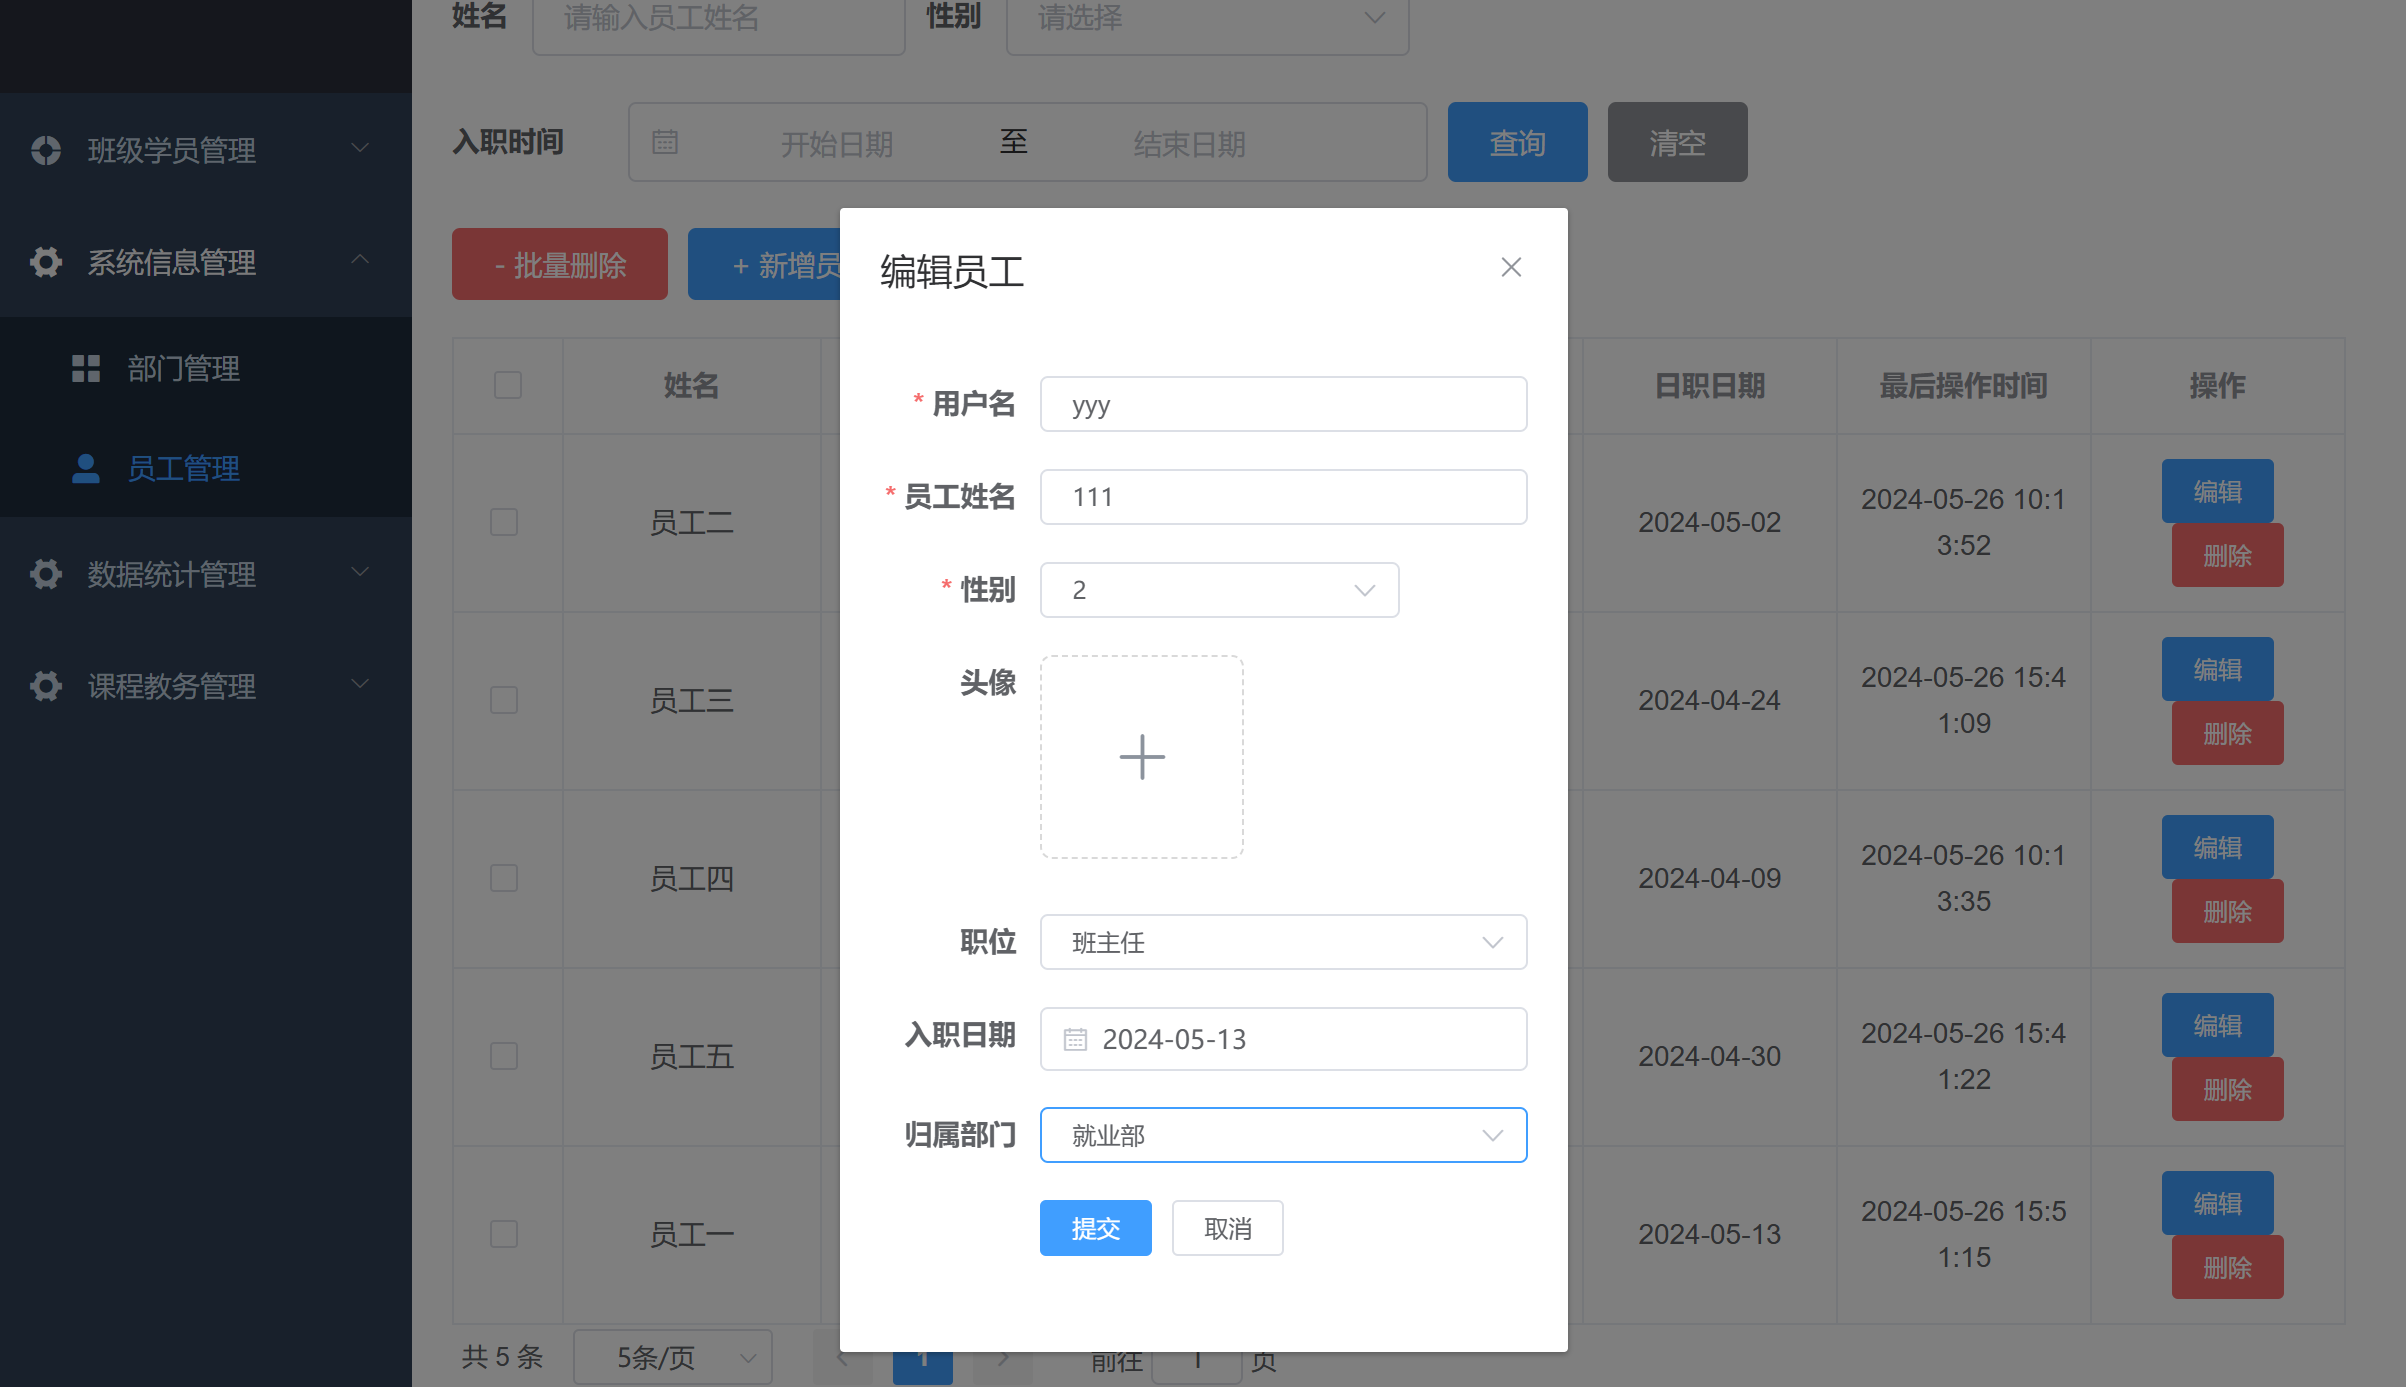 姓名 请输入员工姓名 性别 请选择
入职时间 开始日期 至 结束日期 查询 清空
- 批量删除 + 新增员
班级学员管理
系统信息管理
部门管理
员工管理
数据统计管理
课程教务管理
姓名 日职日期 最后操作时间 操作
员工二 2024-05-02 2024-05-26 10:1
3:52 编辑
删除
员工三 2024-04-24 2024-05-26 15:4
1:09 编辑
删除
员工四 2024-04-09 2024-05-26 10:1
3:35 编辑
删除
员工五 2024-04-30 2024-05-26 15:4
1:22 编辑
删除
员工一 2024-05-13 2024-05-26 15:5
1:15 编辑
删除
共 5 条 5条/页 1 前往 1 页
编辑员工
* 用户名 yyy
* 员工姓名 111
* 性别 2
头像
职位 班主任
入职日期 2024-05-13
归属部门 就业部
提交 取消